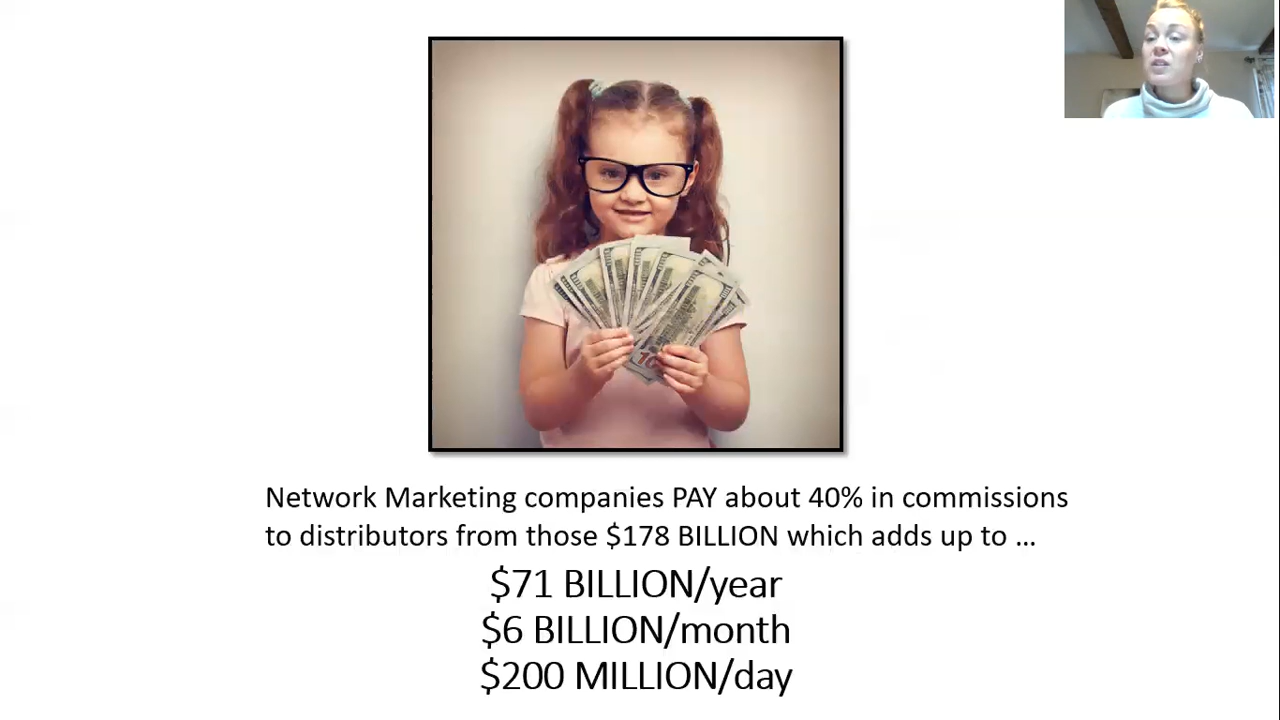 Network Marketing companies PAY about 40% in commissions
to distributors from those $178 BILLION which adds up to ...
$71 BILLION/year
$6 BILLION/month
$200 MILLION/day